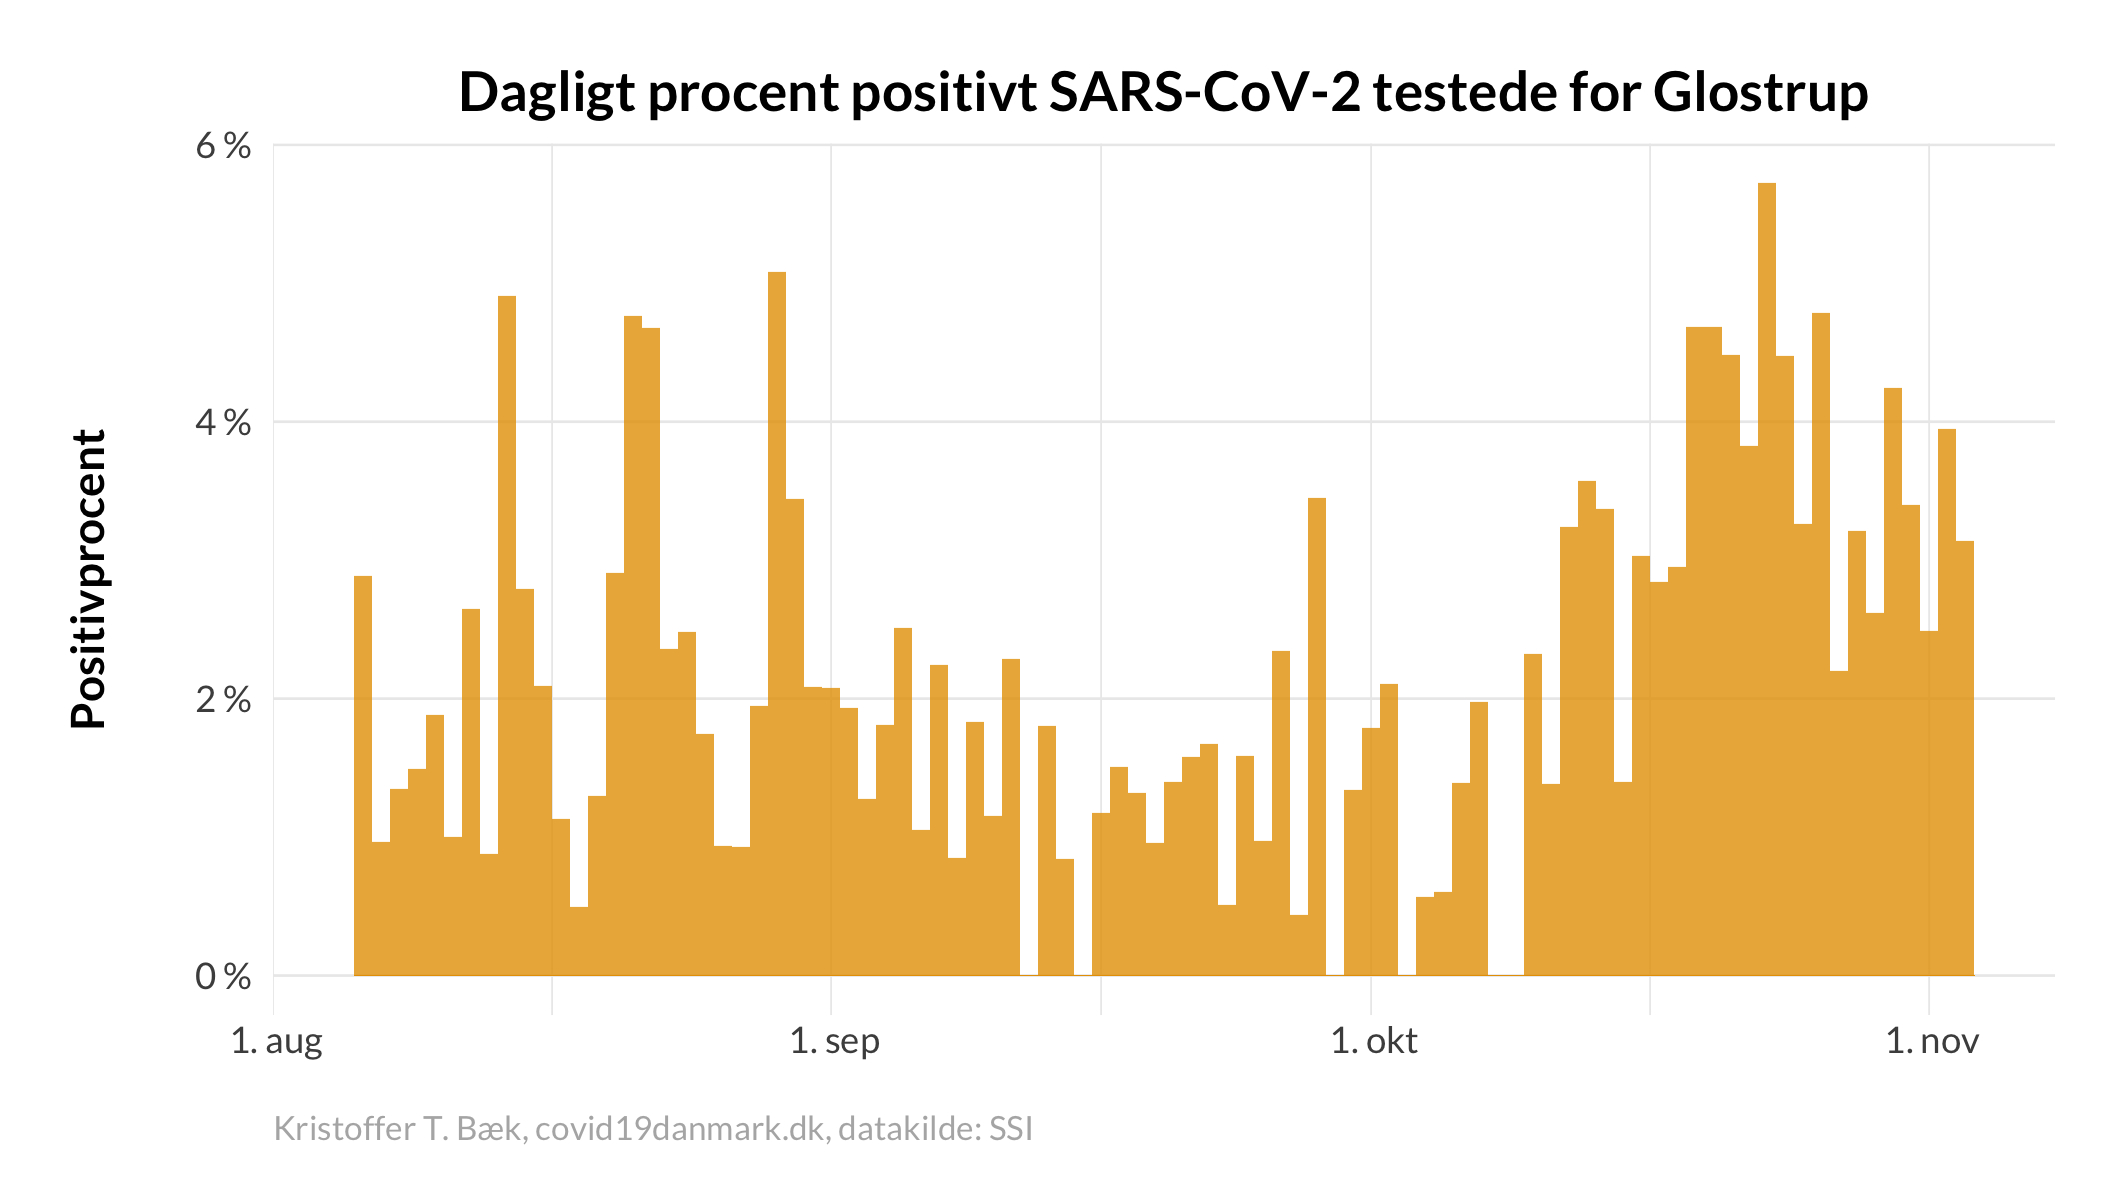 Dagligt procent positivt SARS-CoV-2 testede for Glostrup
Positivprocent
6 %
4 %
2 %
0 %
1. aug 1. sep 1. okt 1. nov
Kristoffer T. Bæk, covid19danmark.dk, datakilde: SSI